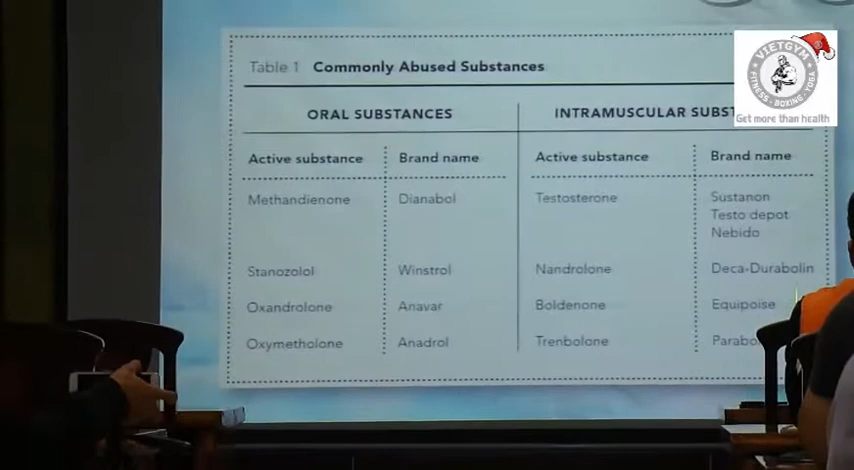 Table 1 Commonly Abused Substances
ORAL SUBSTANCES INTRAMUSCULAR
Active substance Brand name Active substance Brand name
Methandienone Dianabol Testosterone Sustanon
Testo depot
Nebido
Stanozolol Winstrol Nandrolone Deca-Durabolin
Oxandrolone Anavar Boldenone Equipoise
Oxymetholone Anadrol Trenbolone
VIETGYM
FITNESS - BOXING - YOGA
Get more than health